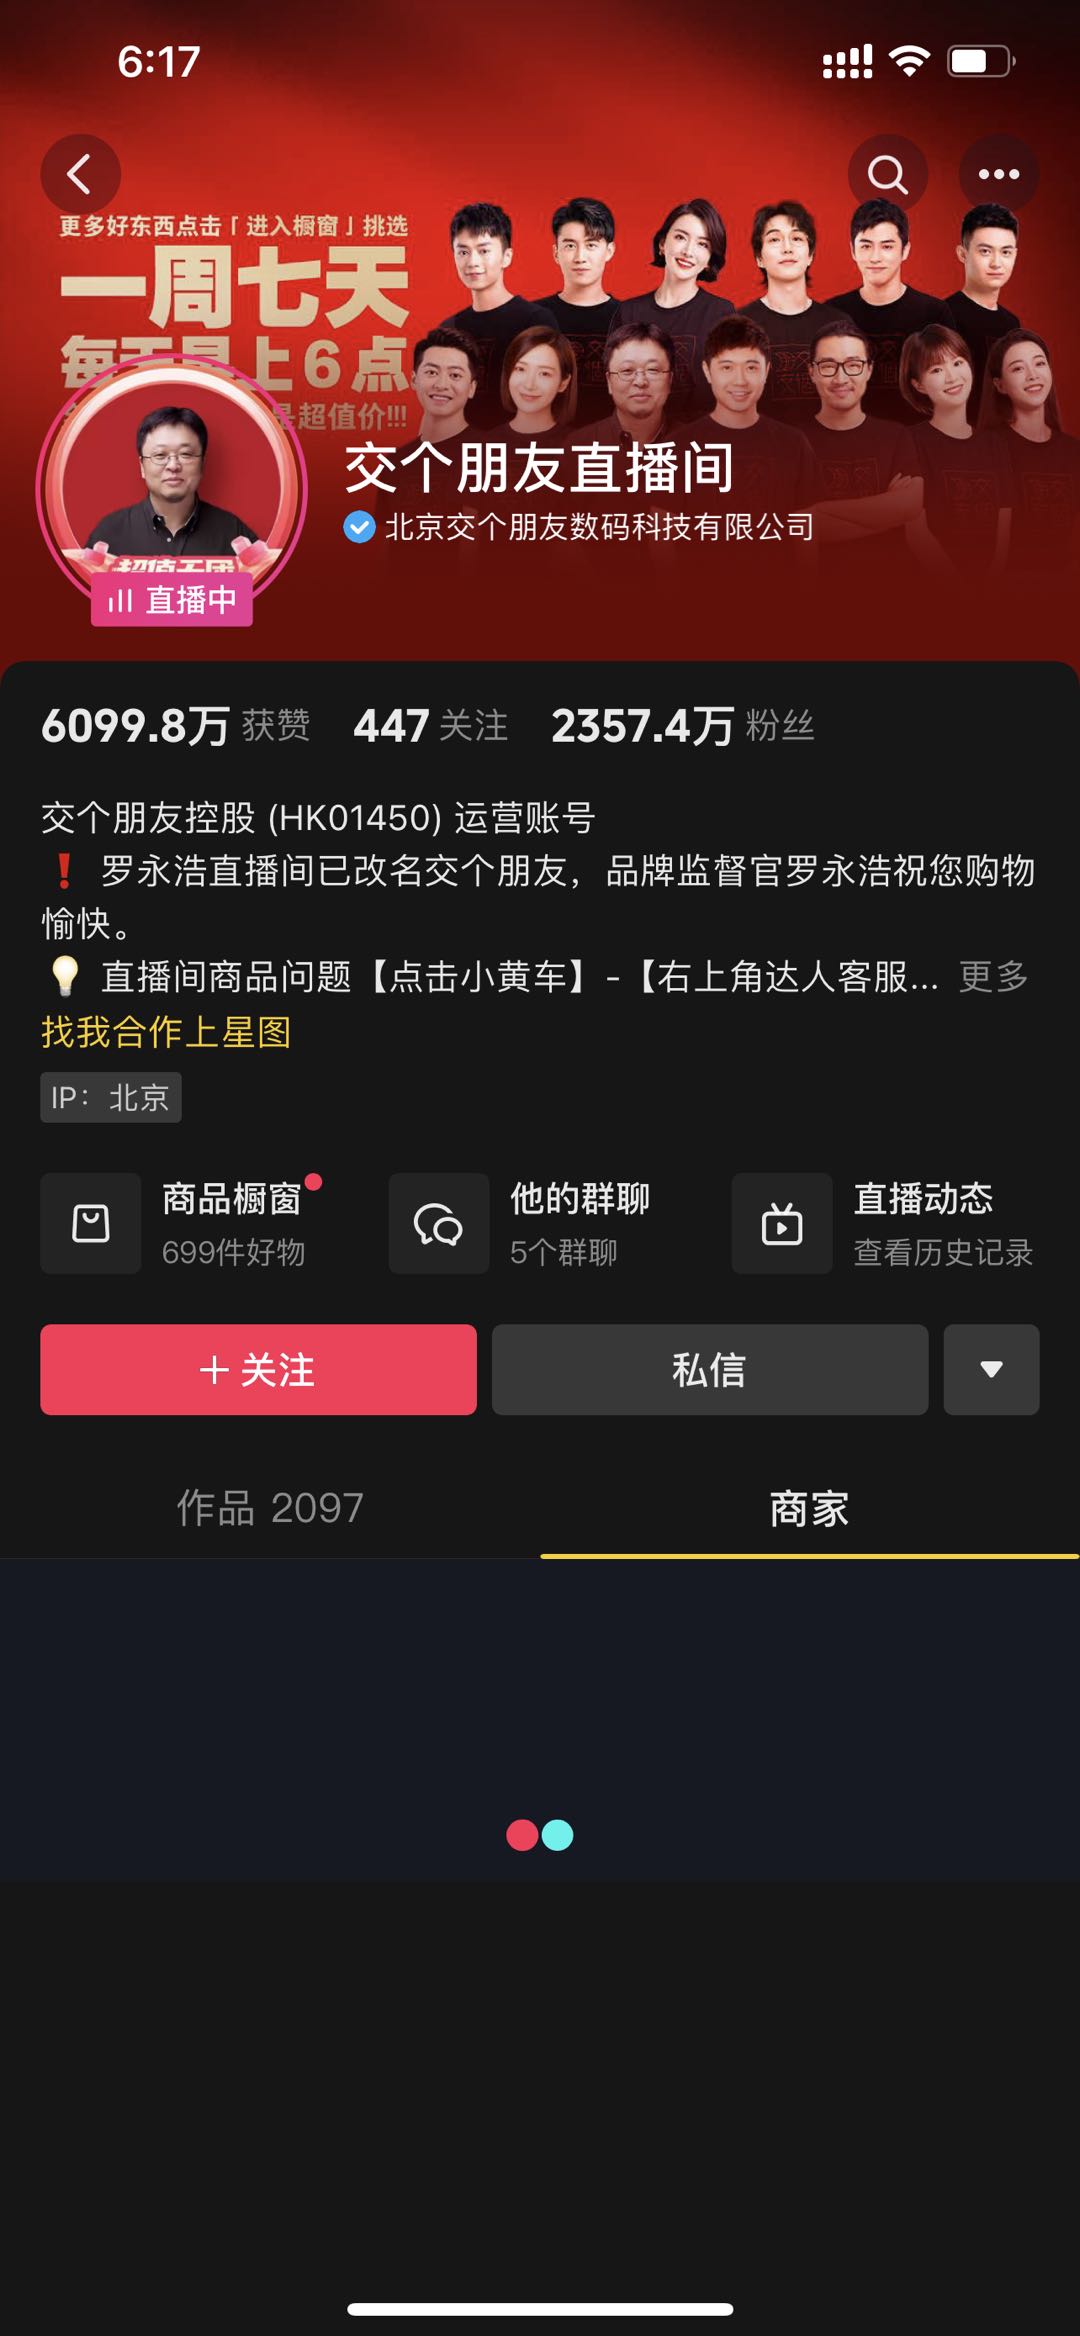 6:17
更多好东西点击「进入橱窗」挑选
一周七天
每天早上6点
是超值价!!!
交个朋友直播间
北京交个朋友数码科技有限公司
超值天团
直播中
6099.8万 获赞 447 关注 2357.4万 粉丝
交个朋友控股 (HK01450) 运营账号
❗ 罗永浩直播间已改名交个朋友，品牌监督官罗永浩祝您购物
愉快。
💡 直播间商品问题【点击小黄车】-【右上角达人客服... 更多
找我合作上星图
IP：北京
商品橱窗 他的群聊 直播动态
699件好物 5个群聊 查看历史记录
+ 关注 私信
作品 2097 商家